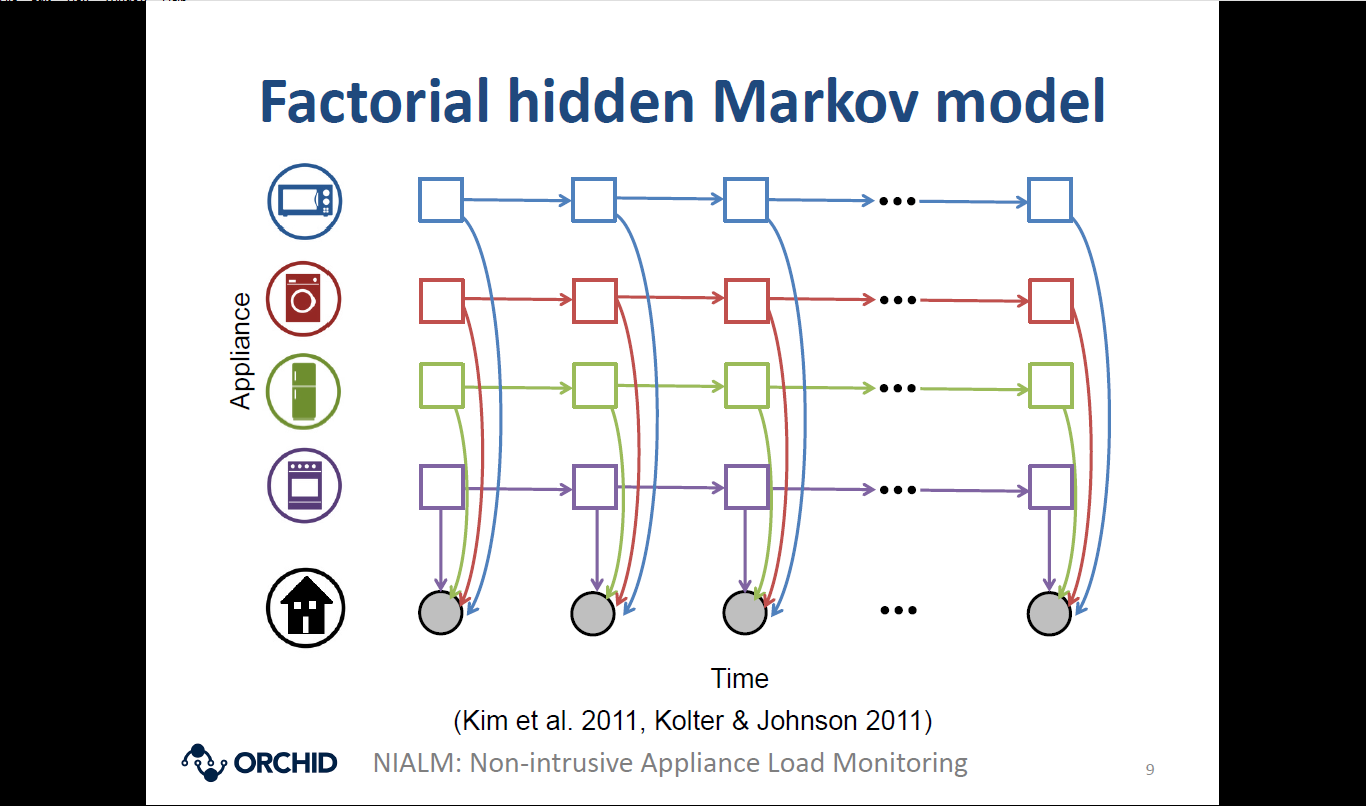 Factorial hidden Markov model
Appliance
Time
(Kim et al. 2011, Kolter & Johnson 2011)
ORCHID
NIALM: Non-intrusive Appliance Load Monitoring
9